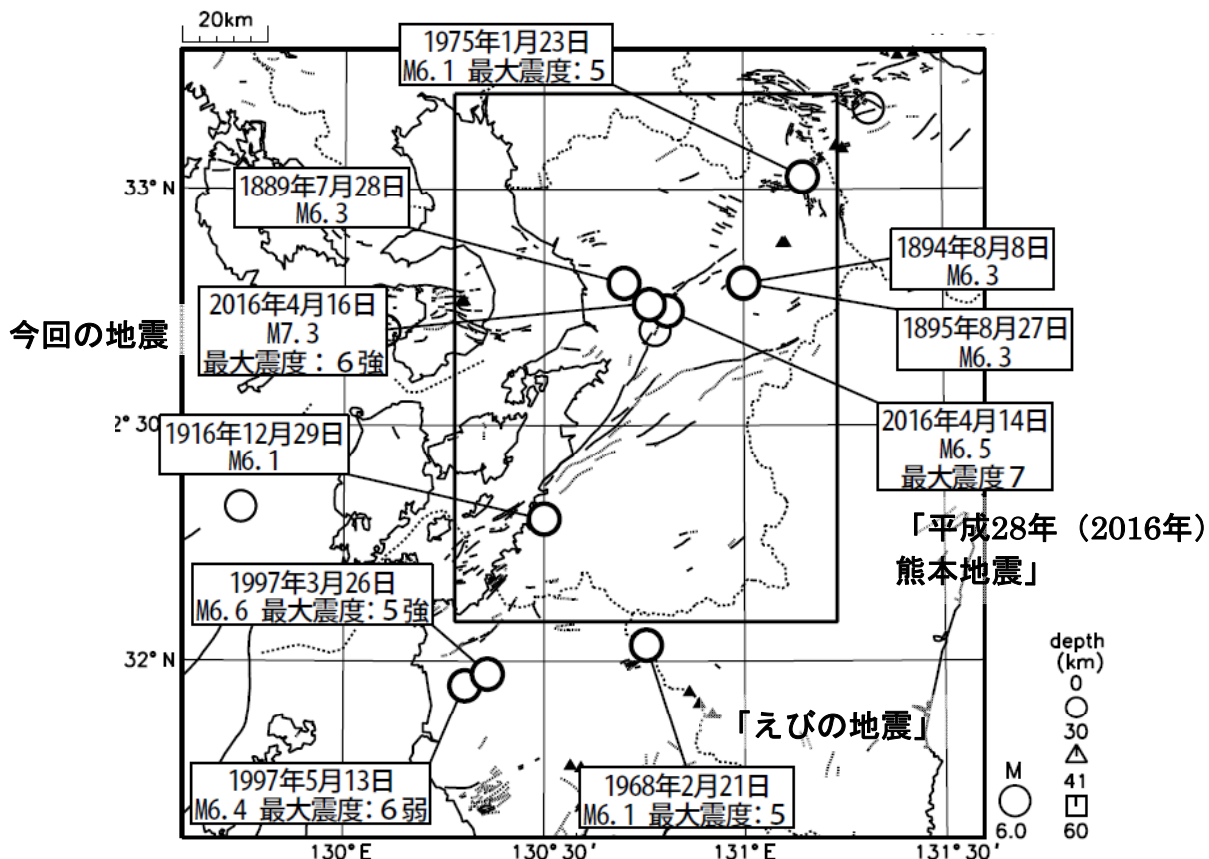 20km
1975年1月23日
M6.1 最大震度:5
33° N
1889年7月28日
M6.3
1894年8月8日
M6.3
2016年4月16日
M7.3
最大震度:6強
今回の地震
1895年8月27日
M6.3
2° 30
1916年12月29日
M6.1
2016年4月14日
M6.5
最大震度7
「平成28年(2016年)
熊本地震」
1997年3月26日
M6.6 最大震度:5強
32° N
「えびの地震」
1997年5月13日
M6.4 最大震度:6弱
1968年2月21日
M6.1 最大震度:5
depth
(km)
0
30
41
60
M
6.0
130° E
130° 30'
131° E
131° 30'